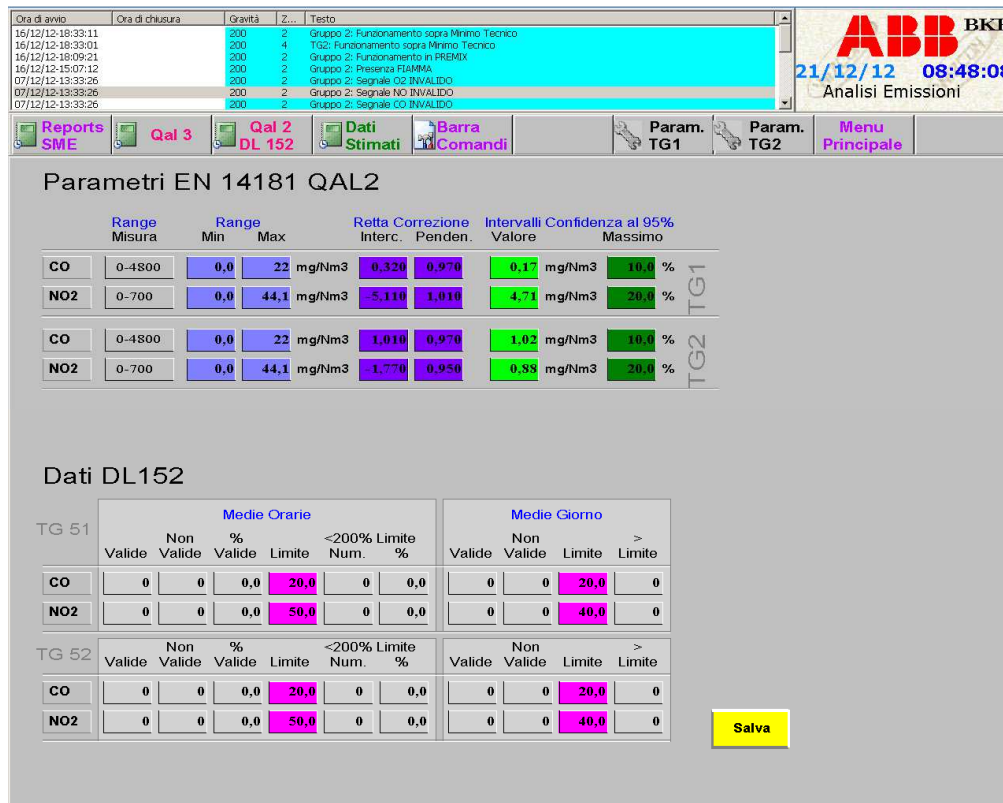 Ora di avvio Ora di chiusura Gravità Z... Testo
16/12/12-18:33:11 200 2 Gruppo 2: Funzionamento sopra Minimo Tecnico
16/12/12-18:33:01 200 4 TG2: Funzionamento sopra Minimo Tecnico
16/12/12-18:09:21 200 2 Gruppo 2: Funzionamento in PREMIX
16/12/12-15:07:12 200 2 Gruppo 2: Presenza FIAMMA
07/12/12-13:33:26 200 2 Gruppo 2: Segnale O2 INVALIDO
07/12/12-13:33:26 200 2 Gruppo 2: Segnale NO INVALIDO
07/12/12-13:33:26 200 2 Gruppo 2: Segnale CO INVALIDO
ABB
21/12/12 08:48:08
Analisi Emissioni
Reports SME
Qal 3
Qal 2 DL 152
Dati Stimati
Barra Comandi
Param. TG1
Param. TG2
Menu Principale
Parametri EN 14181 QAL2
Range Range Retta Correzione Intervalli Confidenza al 95%
Misura Min Max Interc. Penden. Valore Massimo
CO 0-4800 0,0 22 mg/Nm3 0,320 0,970 0,17 mg/Nm3 10,0 %
NO2 0-700 0,0 44,1 mg/Nm3 -5,110 1,010 4,71 mg/Nm3 20,0 %
TG1
CO 0-4800 0,0 22 mg/Nm3 1,010 0,970 1,02 mg/Nm3 10,0 %
NO2 0-700 0,0 44,1 mg/Nm3 -1,770 0,950 0,88 mg/Nm3 20,0 %
TG2
Dati DL152
TG 51 Medie Orarie Medie Giorno
Non % <200% Limite Non >
Valide Valide Valide Limite Num. % Valide Valide Limite Limite
CO 0 0 0,0 20,0 0 0,0 0 0 20,0 0
NO2 0 0 0,0 50,0 0 0,0 0 0 40,0 0
TG 52 Non % <200% Limite Non >
Valide Valide Valide Limite Num. % Valide Valide Limite Limite
CO 0 0 0,0 20,0 0 0,0 0 0 20,0 0
NO2 0 0 0,0 50,0 0 0,0 0 0 40,0 0
Salva